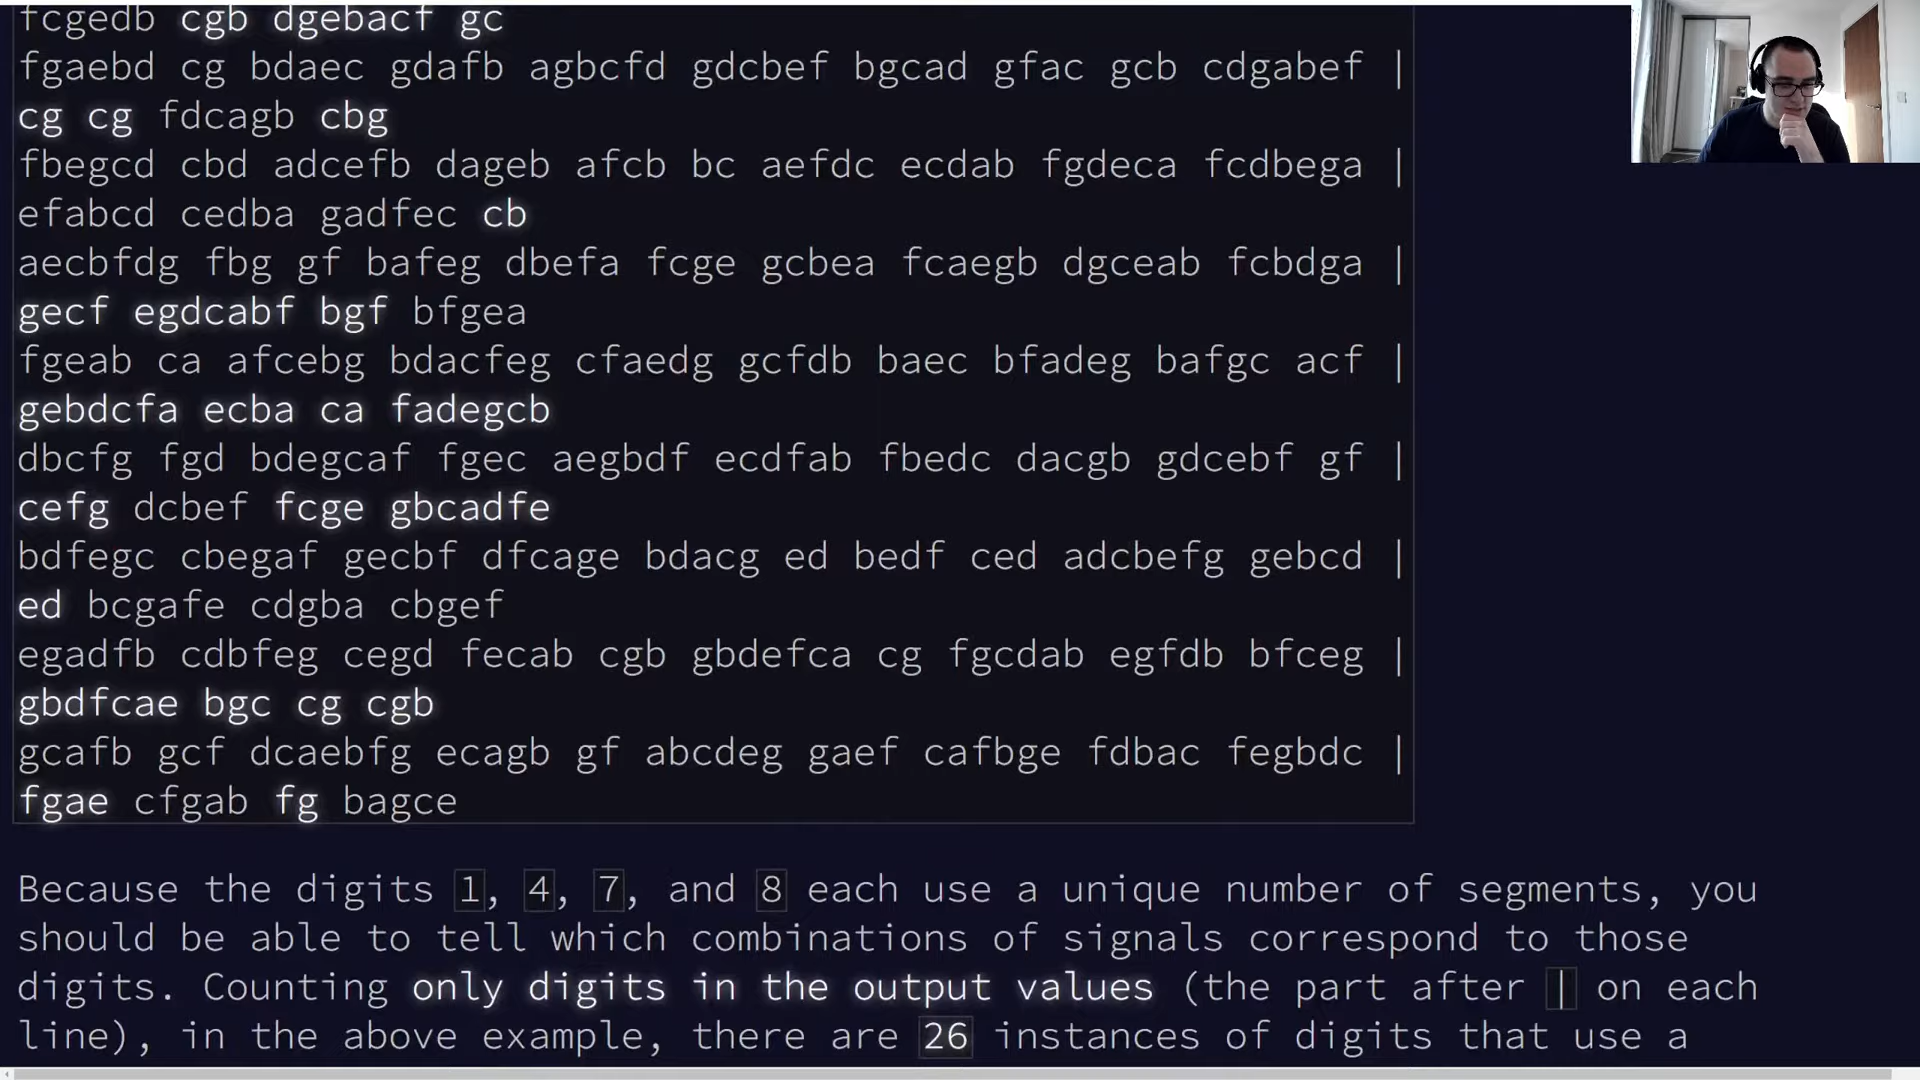 fcgedb cgb dgebacf gc
fgaebd cg bdaec gdafb agbcfd gdcbef bgcad gfac gcb cdgabef |
cg cg fdcagb cbg
fbegcd cbd adcefb dageb afcb bc aefdc ecdab fgdeca fcdbega |
efabcd cedba gadfec cb
aecbfdg fbg gf bafeg dbefa fcge gcbea fcaegb dgceab fcbdga |
gecf egdcabf bgf bfgea
fgeab ca afcebg bdacfeg cfaedg gcfdb baec bfadeg bafgc acf |
gebdcfa ecba ca fadegcb
dbcfg fgd bdegcaf fgec aegbdf ecdfab fbedc dacgb gdcebf gf |
cefg dcbef fcge gbcadfe
bdfegc cbegaf gecbf dfcage bdacg ed bedf ced adcbefg gebcd |
ed bcgafe cdgba cbgef
egadfb cdbfeg cegd fecab cgb gbdefca cg fgcdab egfdb bfceg |
gbdfcae bgc cg cgb
gcafb gcf dcaebfg ecagb gf abcdeg gaef cafbge fdbac fegbdc |
fgae cfgab fg bagce
Because the digits 1, 4, 7, and 8 each use a unique number of segments, you
should be able to tell which combinations of signals correspond to those
digits. Counting only digits in the output values (the part after | on each
line), in the above example, there are 26 instances of digits that use a